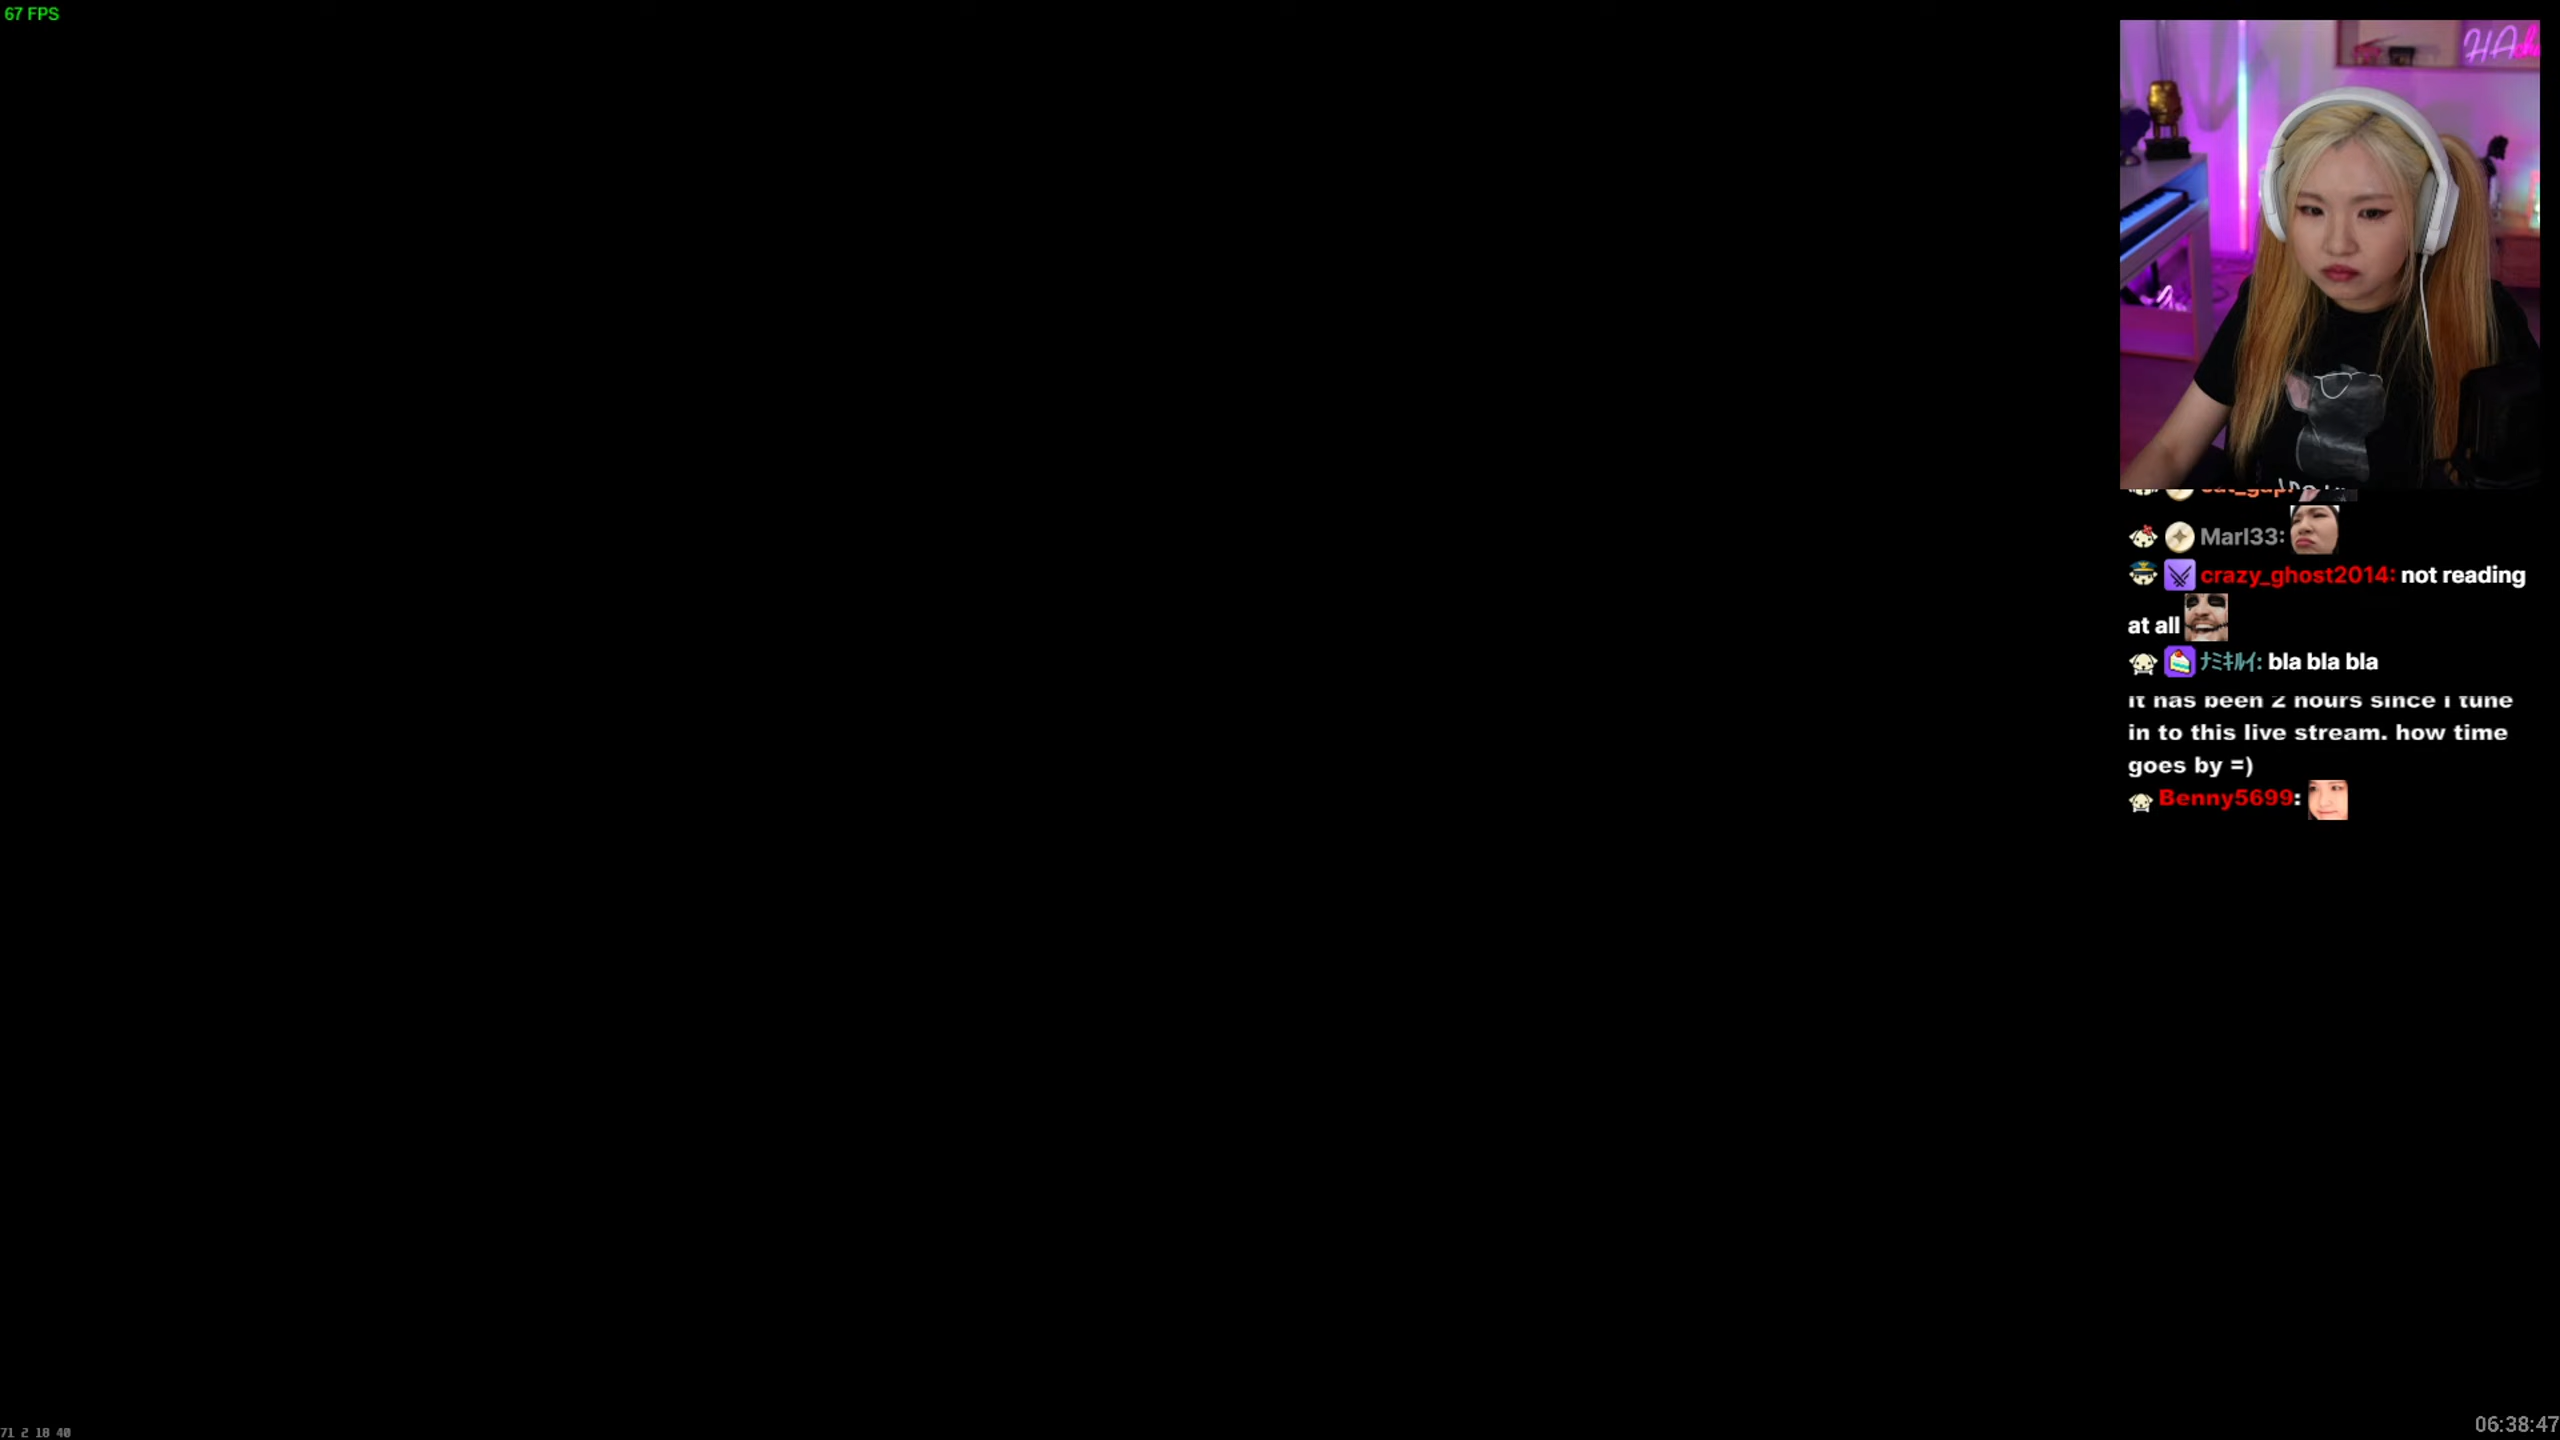 67 FPS
HAchu
Marl33:
crazy_ghost2014: not reading
at all
ﾅﾐｷﾙｲ: bla bla bla
it has been 2 hours since i tune
in to this live stream. how time
goes by =)
Benny5699:
71 2 18 40
06:38:47